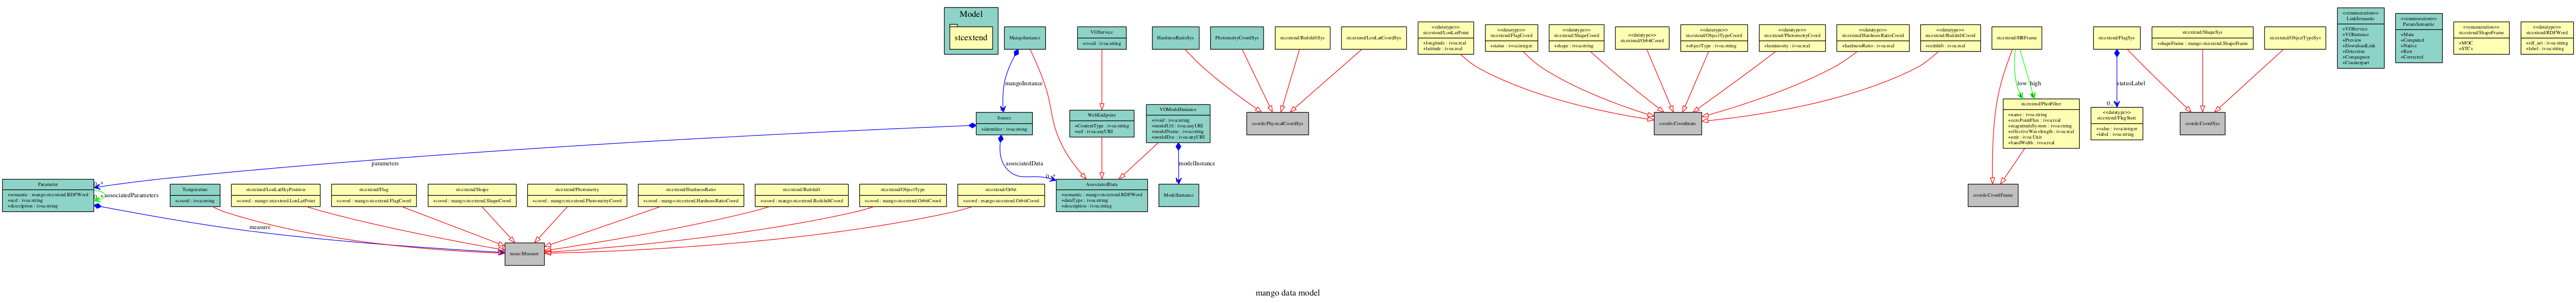 Model
stcextend
MangoInstance
VOService
+ivoid : ivoa:string
HardnessRatioSys
PhotometryCoordSys
stcextend/RedshiftSys
stcextend/LonLatCoordSys
<<datatype>>
stcextend/LonLatPoint
+longitude : ivoa:real
+latitude : ivoa:real
<<datatype>>
stcextend/FlagCoord
+status : ivoa:integer
<<datatype>>
stcextend/ShapeCoord
+shape : ivoa:string
<<datatype>>
stcextend/OrbitCoord
<<datatype>>
stcextend/ObjectTypeCoord
+objectType : ivoa:string
<<datatype>>
stcextend/PhotometryCoord
+luminosity : ivoa:real
<<datatype>>
stcextend/HardnessRatioCoord
+hardnessRatio : ivoa:real
<<datatype>>
stcextend/RedshiftCoord
+redshift : ivoa:real
stcextend/HRFrame
stcextend/FlagSys
stcextend/ShapeSys
+shapeFrame : mango:stcextend.ShapeFrame
stcextend/ObjectTypeSys
<<enumeration>>
LinkSemantic
+VOService
+VOInstance
+Preview
+DownloadLink
+Detection
+Compagnon
+Counterpart
<<enumeration>>
ParamSemantic
+Main
+Computed
+Native
+Raw
+Corrected
<<enumeration>>
stcextend/ShapeFrame
+MOC
+STCs
<<datatype>>
stcextend/RDFWord
+rdf_uri : ivoa:string
+label : ivoa:string
mangoInstance
low
high
statusLabel
Source
+identifier : ivoa:string
WebEndpoint
+ContentType : ivoa:string
+url : ivoa:anyURI
VOModelInstance
+ivoid : ivoa:string
+modelUrl : ivoa:anyURI
+modelName : ivoa:string
+modelDoc : ivoa:anyURI
coords:PhysicalCoordSys
coords:Coordinate
stcextend/PhotFilter
+name : ivoa:string
+zeroPointFlux : ivoa:real
+magnitudeSystem : ivoa:string
+effectiveWavelength : ivoa:real
+unit : ivoa:Unit
+bandWidth : ivoa:real
<<datatype>>
stcextend/FlagState
+value : ivoa:integer
+label : ivoa:string
coords:CoordSys
parameters
associatedData
modelInstance
Parameter
+semantic : mango:stcextend.RDFWord
+ucd : ivoa:string
+description : ivoa:string
associatedParameters
Temperature
+coord : ivoa:string
stcextend/LonLatSkyPosition
+coord : mango:stcextend.LonLatPoint
stcextend/Flag
+coord : mango:stcextend.FlagCoord
stcextend/Shape
+coord : mango:stcextend.ShapeCoord
stcextend/Photometry
+coord : mango:stcextend.PhotometryCoord
stcextend/HardnessRatio
+coord : mango:stcextend.HardnessRatioCoord
stcextend/Redshift
+coord : mango:stcextend.RedshiftCoord
stcextend/ObjectType
+coord : mango:stcextend.OrbitCoord
stcextend/Orbit
+coord : mango:stcextend.OrbitCoord
AssociatedData
+semantic : mango:stcextend.RDFWord
+dataType : ivoa:string
+description : ivoa:string
ModelInstance
coords:CoordFrame
measure
meas:Measure
mango data model